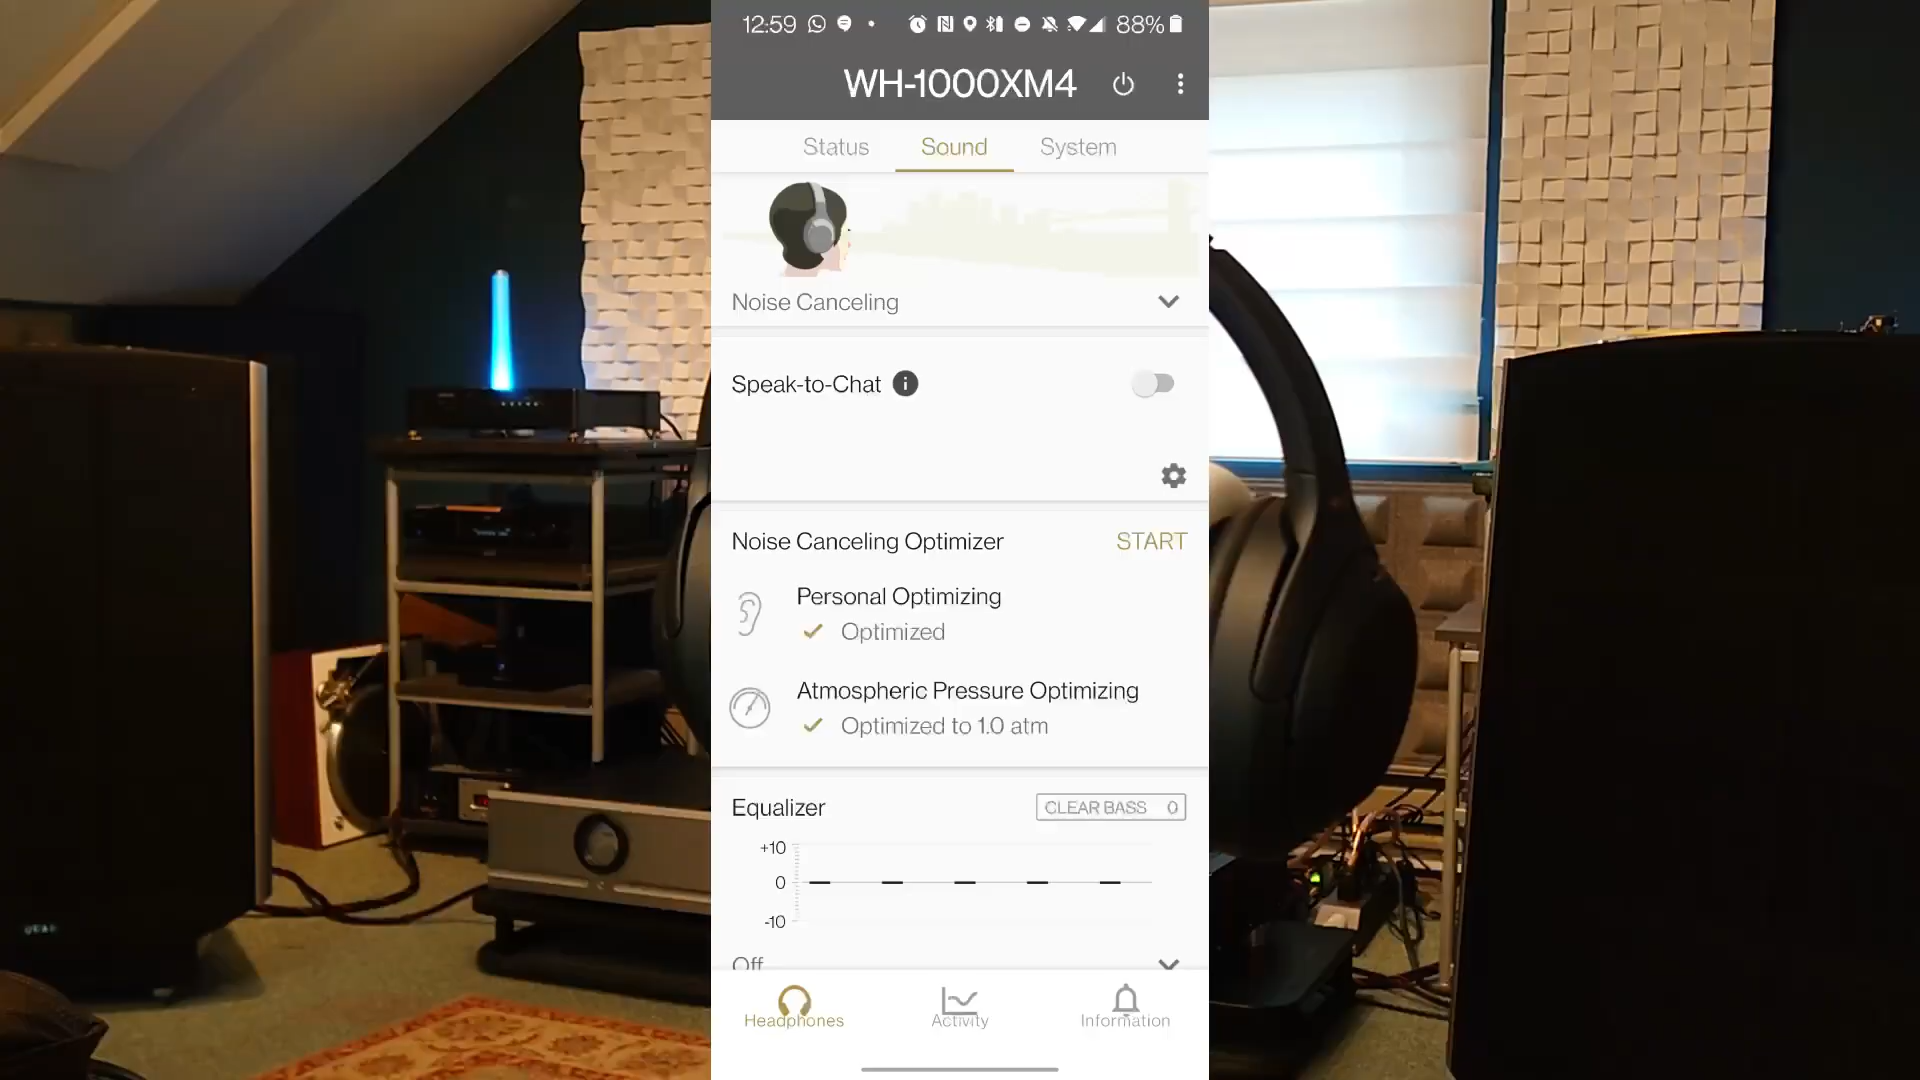 12:59
88%
WH-1000XM4
Status Sound System
Noise Canceling
Speak-to-Chat
Noise Canceling Optimizer START
Personal Optimizing
Optimized
Atmospheric Pressure Optimizing
Optimized to 1.0 atm
Equalizer CLEAR BASS 0
+10
0
-10
Off
Headphones Activity Information